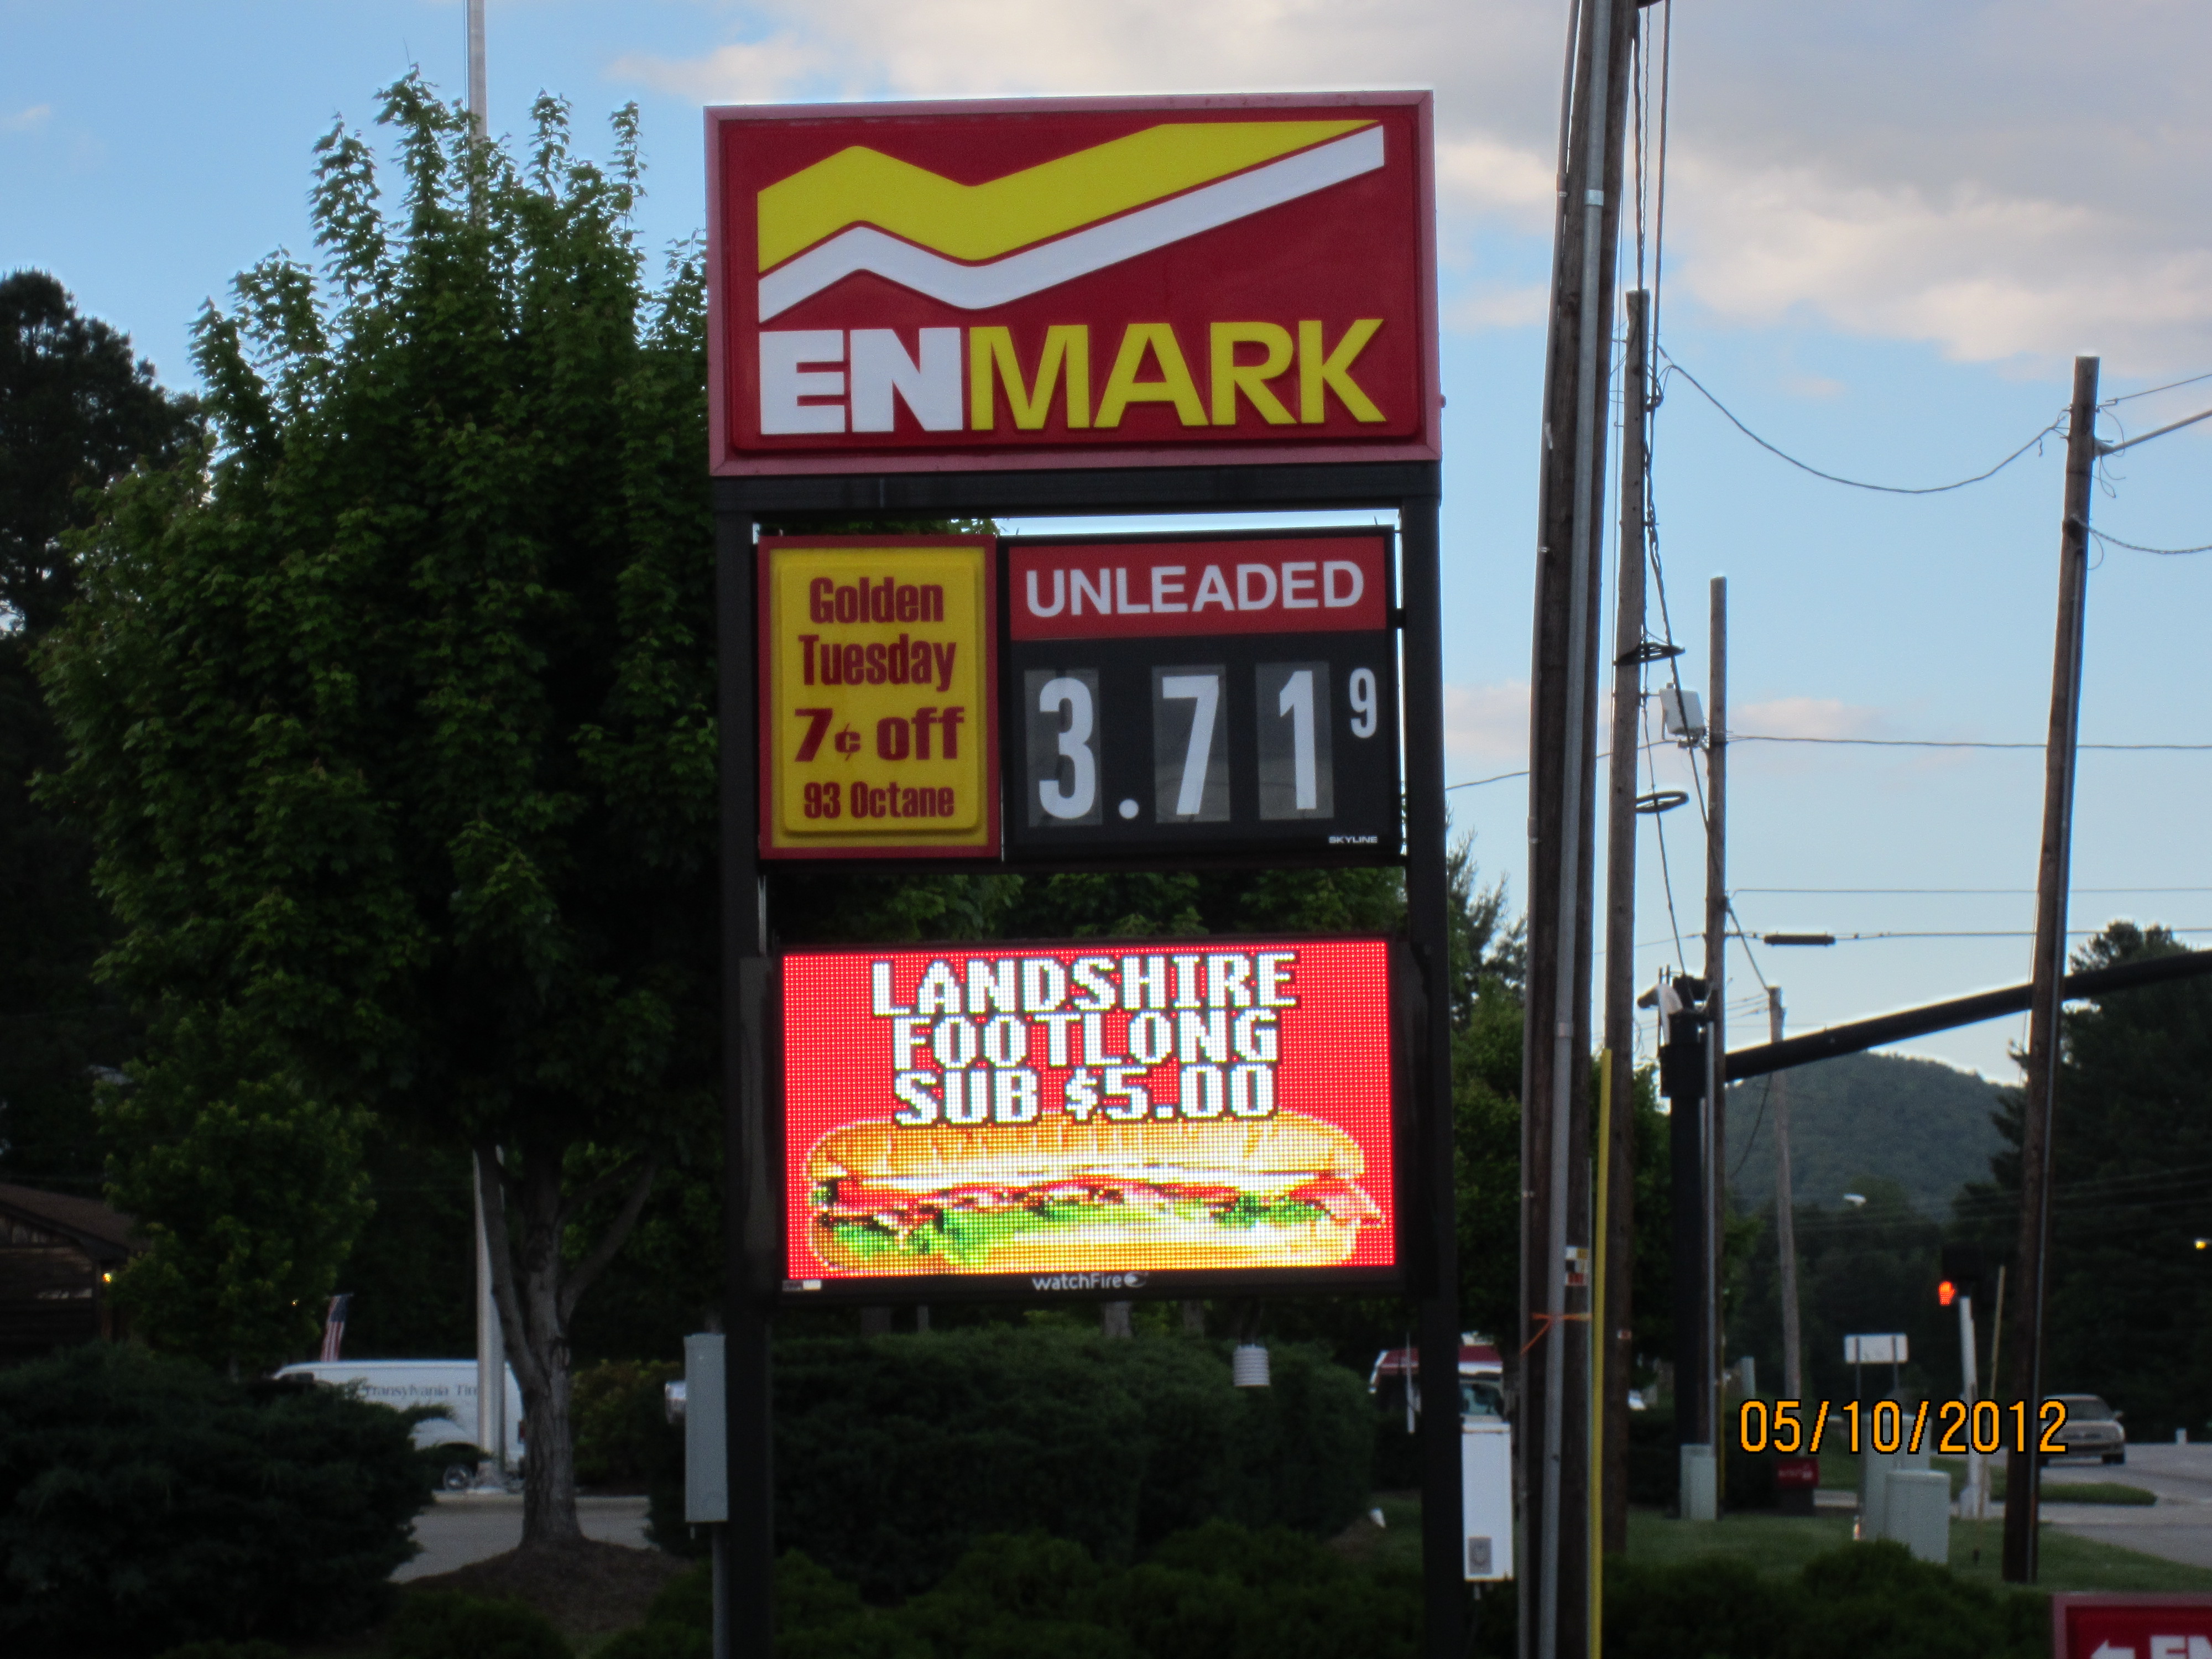 ENMARK
Golden
Tuesday
7¢ off
93 Octane
UNLEADED
3.71 9
SKYLINE
LANDSHIRE
FOOTLONG
SUB $5.00
watchFire
Transylvania
05/10/2012